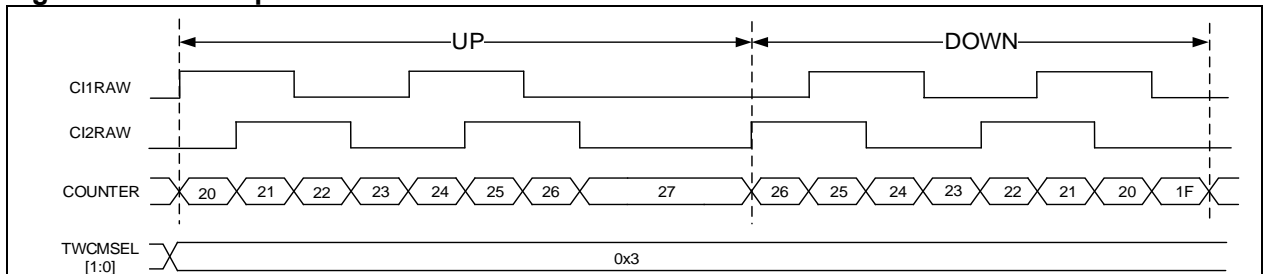 UP DOWN
CI1RAW
CI2RAW
COUNTER 20 21 22 23 24 25 26 27 26 25 24 23 22 21 20 1F
TWCMSEL
[1:0] 0x3